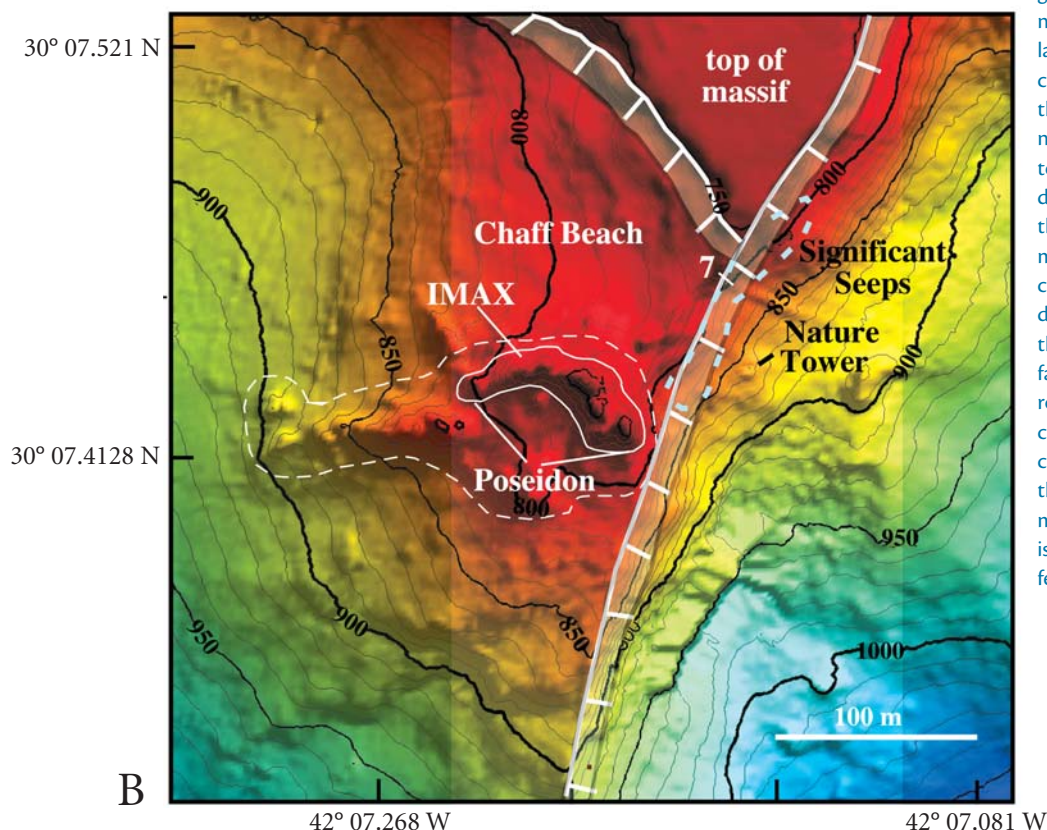 30° 07.521 N
30° 07.4128 N
top of
massif
800
750
800
900
Chaff Beach
7
Significant
Seeps
IMAX
850
850
Nature
Tower
900
Poseidon
800
950
900
850
950
1000
100 m
B
42° 07.268 W
42° 07.081 W